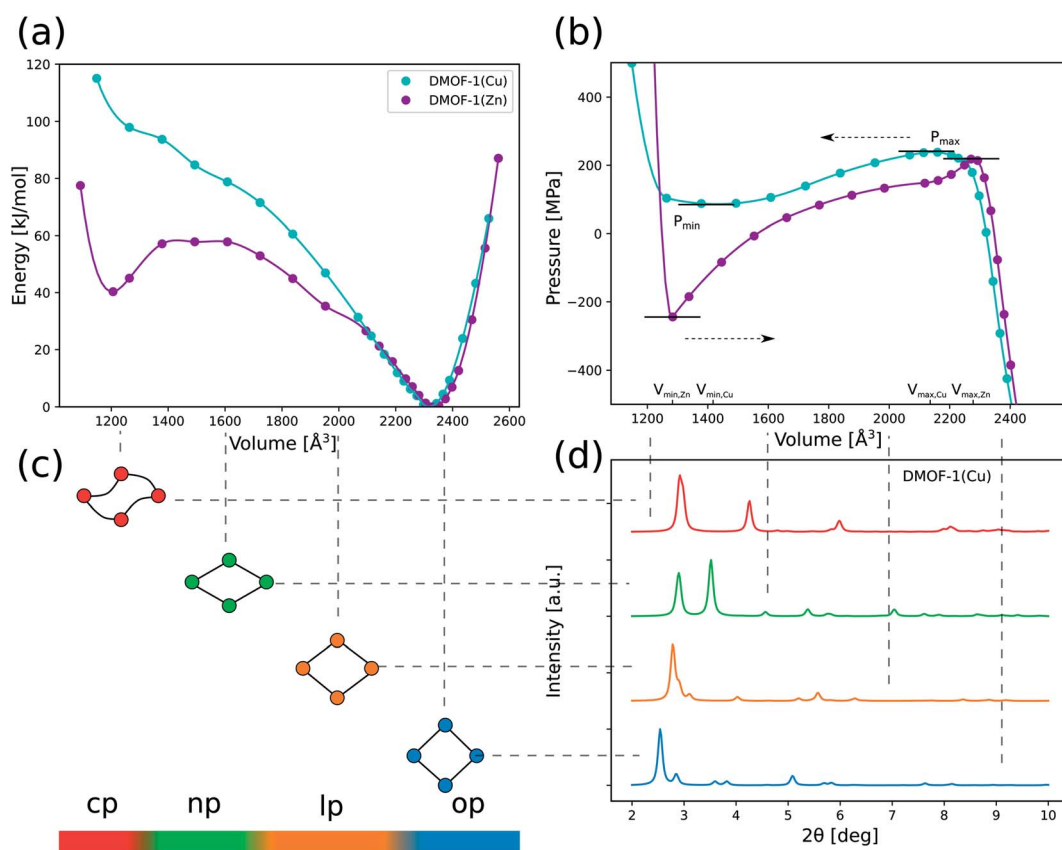 (a)
120
100
80
60
40
20
0
Energy [kJ/mol]
DMOF-1(Cu)
DMOF-1(Zn)
1200 1400 1600 1800 2000 2200 2400 2600
Volume [Å³]
(b)
400
200
0
−200
−400
Pressure [MPa]
P_max
P_min
V_min,Zn V_min,Cu V_max,Cu V_max,Zn
1200 1400 1600 1800 2000 2200 2400
Volume [Å³]
(c)
cp np lp op
(d)
DMOF-1(Cu)
Intensity [a.u.]
2 3 4 5 6 7 8 9 10
2θ [deg]